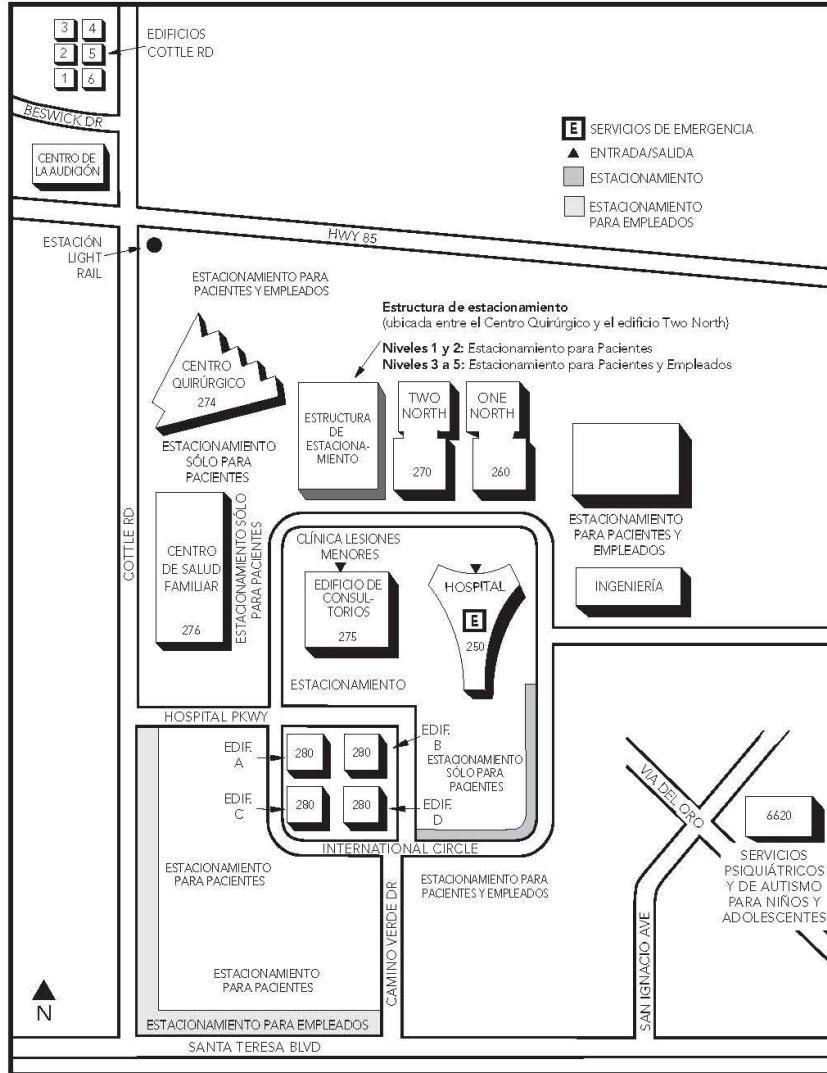 3 4
2 5
1 6
EDIFICIOS
COTTLE RD
BESWICK DR
CENTRO DE
LA AUDICIÓN
E SERVICIOS DE EMERGENCIA
ENTRADA/SALIDA
ESTACIONAMIENTO
ESTACIONAMIENTO
PARA EMPLEADOS
HWY 85
ESTACIÓN
LIGHT
RAIL
ESTACIONAMIENTO PARA
PACIENTES Y EMPLEADOS
Estructura de estacionamiento
(ubicada entre el Centro Quirúrgico y el edificio Two North)
Niveles 1 y 2: Estacionamiento para Pacientes
Niveles 3 a 5: Estacionamiento para Pacientes y Empleados
CENTRO
QUIRÚRGICO
274
ESTRUCTURA
DE
ESTACIONA-
MIENTO
TWO
NORTH
270
ONE
NORTH
260
ESTACIONAMIENTO
SÓLO PARA
PACIENTES
ESTACIONAMIENTO
PARA PACIENTES Y
EMPLEADOS
COTTLE RD
CENTRO
DE SALUD
FAMILIAR
276
ESTACIONAMIENTO SÓLO
PARA PACIENTES
CLÍNICA LESIONES
MENORES
EDIFICIO DE
CONSUL-
TORIOS
275
HOSPITAL
E
250
INGENIERÍA
ESTACIONAMIENTO
HOSPITAL PKWY
EDIF.
A
280
280
EDIF.
B
EDIF.
C
280
280
EDIF.
D
ESTACIONAMIENTO
SÓLO PARA
PACIENTES
INTERNATIONAL CIRCLE
VIA DEL ORO
6620
SERVICIOS
PSIQUIÁTRICOS
Y DE AUTISMO
PARA NIÑOS Y
ADOLESCENTES
ESTACIONAMIENTO
PARA PACIENTES
ESTACIONAMIENTO PARA
PACIENTES Y EMPLEADOS
CAMINO VERDE DR
SAN IGNACIO AVE
ESTACIONAMIENTO
PARA PACIENTES
N
ESTACIONAMIENTO PARA EMPLEADOS
SANTA TERESA BLVD